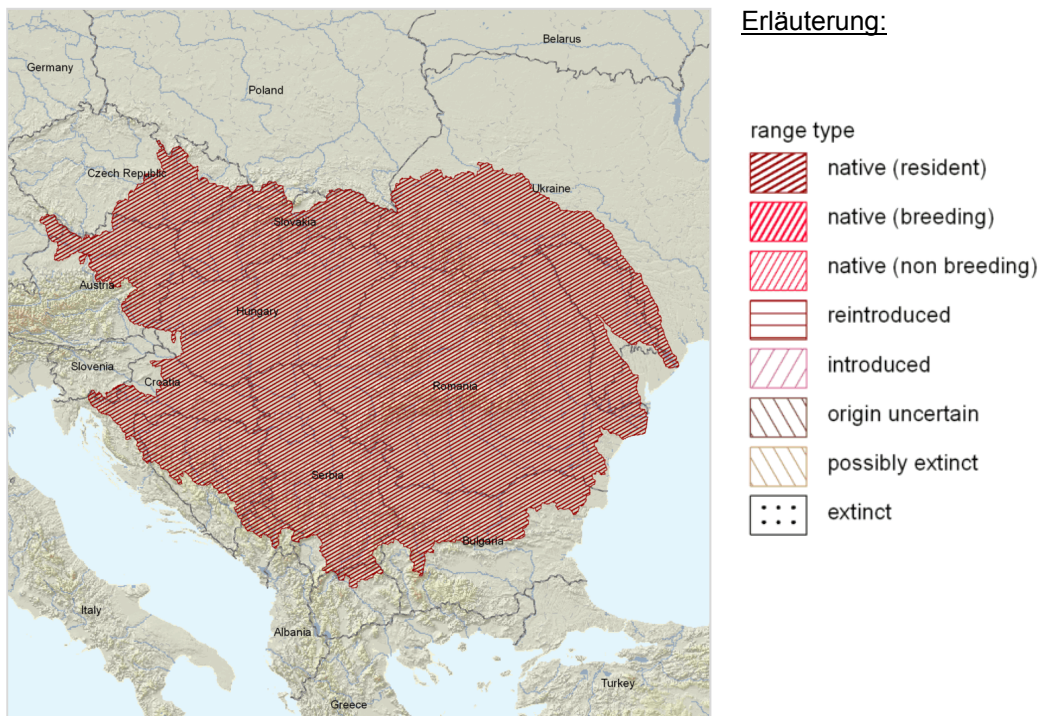 Erläuterung:
Belarus
Germany
Poland
Czech Republic
Ukraine
Slovakia
Austria
Hungary
Slovenia
Croatia
Romania
Serbia
Bulgaria
Italy
Albania
Turkey
Greece
range type
native (resident)
native (breeding)
native (non breeding)
reintroduced
introduced
origin uncertain
possibly extinct
extinct